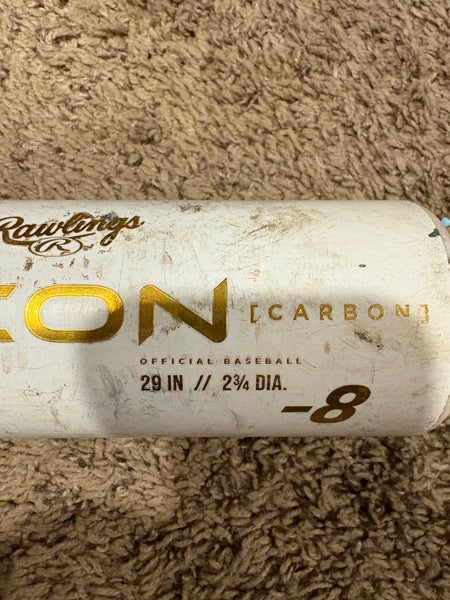 Rawlings
R
CON [CARBON]
OFFICIAL BASEBALL
29 IN // 2¾ DIA.
-8